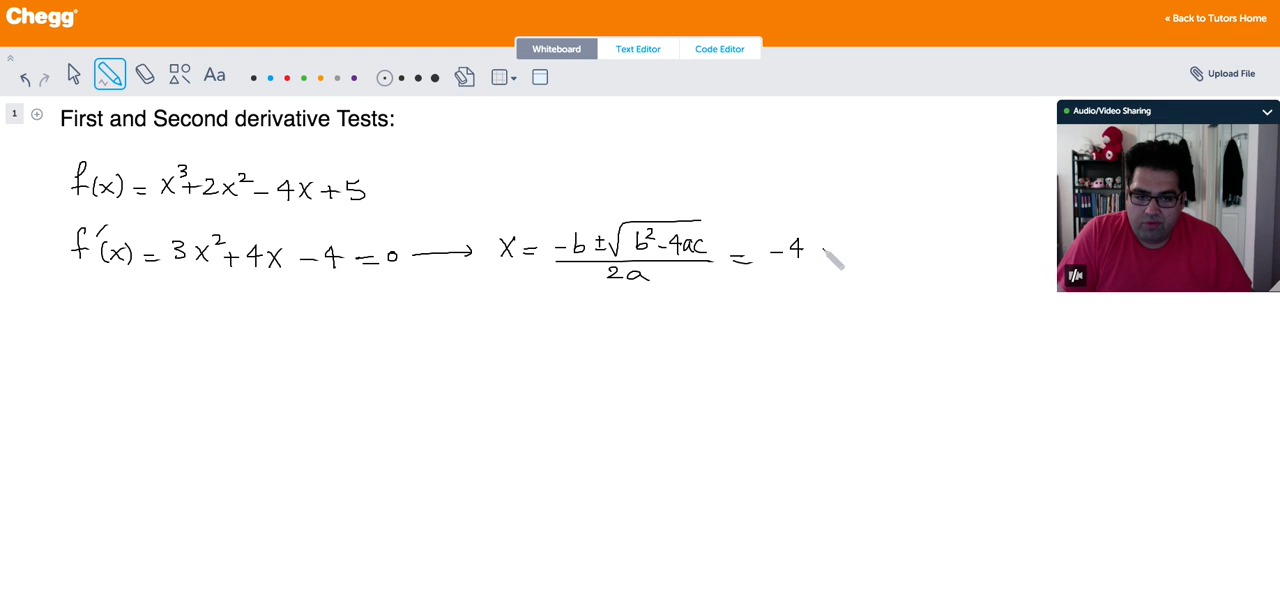 Chegg
« Back to Tutors Home
Whiteboard Text Editor Code Editor
Aa
Upload File
1
First and Second derivative Tests:
Audio/Video Sharing
f(x) = x³+2x²-4x+5
f'(x) = 3x²+4x-4=0 → x = (-b ± √(b²-4ac))/2a = -4